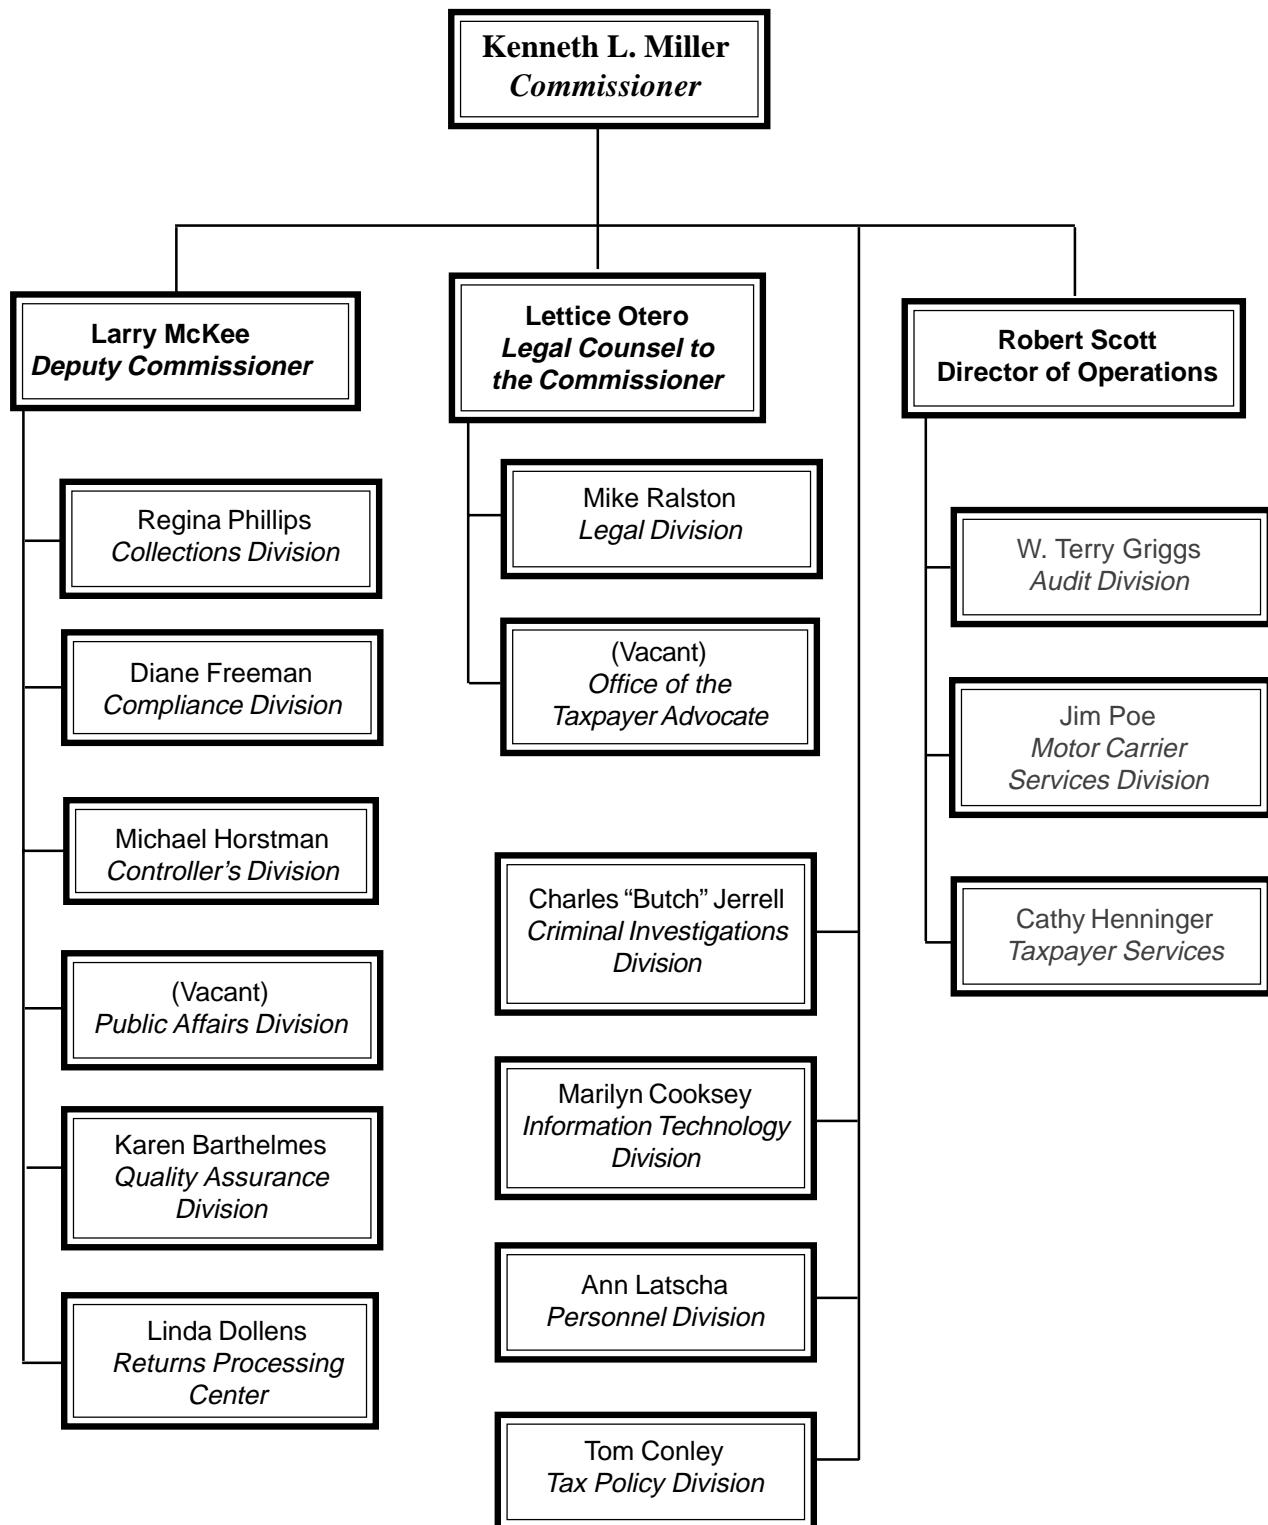 Kenneth L. Miller
Commissioner
Larry McKee
Deputy Commissioner
Regina Phillips
Collections Division
Diane Freeman
Compliance Division
Michael Horstman
Controller's Division
(Vacant)
Public Affairs Division
Karen Barthelmes
Quality Assurance
Division
Linda Dollens
Returns Processing
Center
Lettice Otero
Legal Counsel to
the Commissioner
Mike Ralston
Legal Division
(Vacant)
Office of the
Taxpayer Advocate
Charles “Butch” Jerrell
Criminal Investigations
Division
Marilyn Cooksey
Information Technology
Division
Ann Latscha
Personnel Division
Tom Conley
Tax Policy Division
Robert Scott
Director of Operations
W. Terry Griggs
Audit Division
Jim Poe
Motor Carrier
Services Division
Cathy Henninger
Taxpayer Services